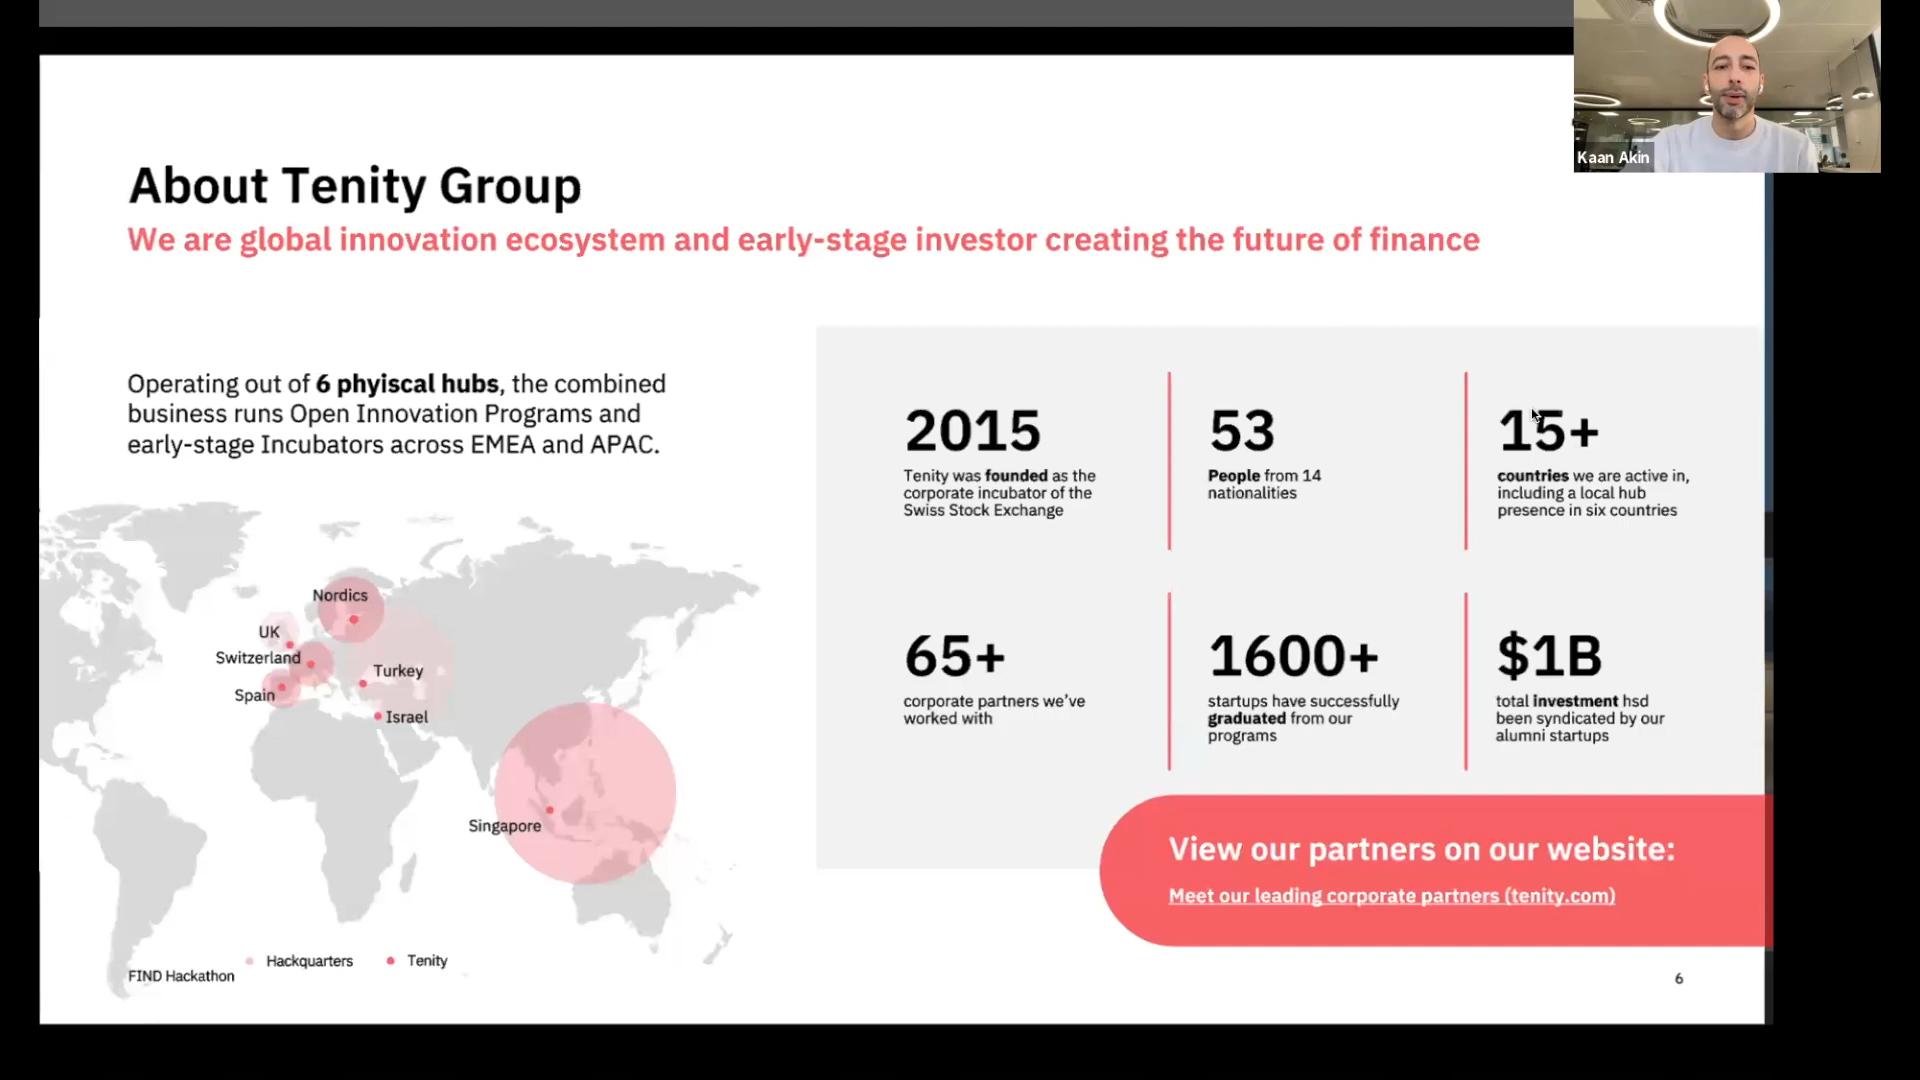 Kaan Akin
About Tenity Group
We are global innovation ecosystem and early-stage investor creating the future of finance
Operating out of 6 phyiscal hubs, the combined
business runs Open Innovation Programs and
early-stage Incubators across EMEA and APAC.
Nordics
UK
Switzerland
Turkey
Spain
Israel
Singapore
Hackquarters
Tenity
2015
Tenity was founded as the
corporate incubator of the
Swiss Stock Exchange
53
People from 14
nationalities
15+
countries we are active in,
including a local hub
presence in six countries
65+
corporate partners we've
worked with
1600+
startups have successfully
graduated from our
programs
$1B
total investment hsd
been syndicated by our
alumni startups
View our partners on our website:
Meet our leading corporate partners (tenity.com)
FIND Hackathon
6